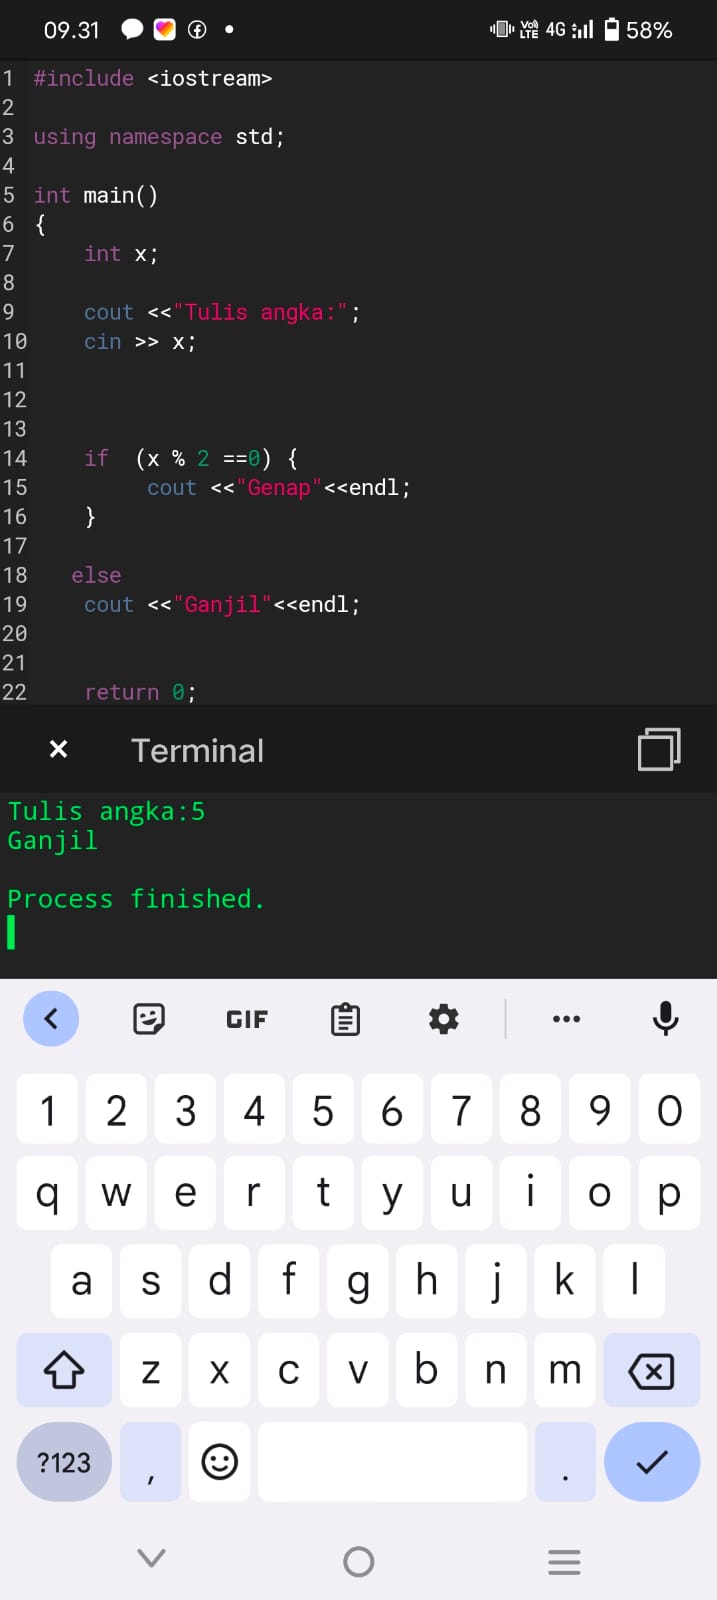 09.31 Vo) LTE 4G 58%
1 #include <iostream>
2
3 using namespace std;
4
5 int main()
6 {
7     int x;
8
9     cout <<"Tulis angka:";
10    cin >> x;
11
12
13
14    if  (x % 2 ==0) {
15         cout <<"Genap"<<endl;
16    }
17
18   else
19    cout <<"Ganjil"<<endl;
20
21
22    return 0;
× Terminal
Tulis angka:5
Ganjil
Process finished.
GIF
1 2 3 4 5 6 7 8 9 0
q w e r t y u i o p
a s d f g h j k l
z x c v b n m
?123 , .